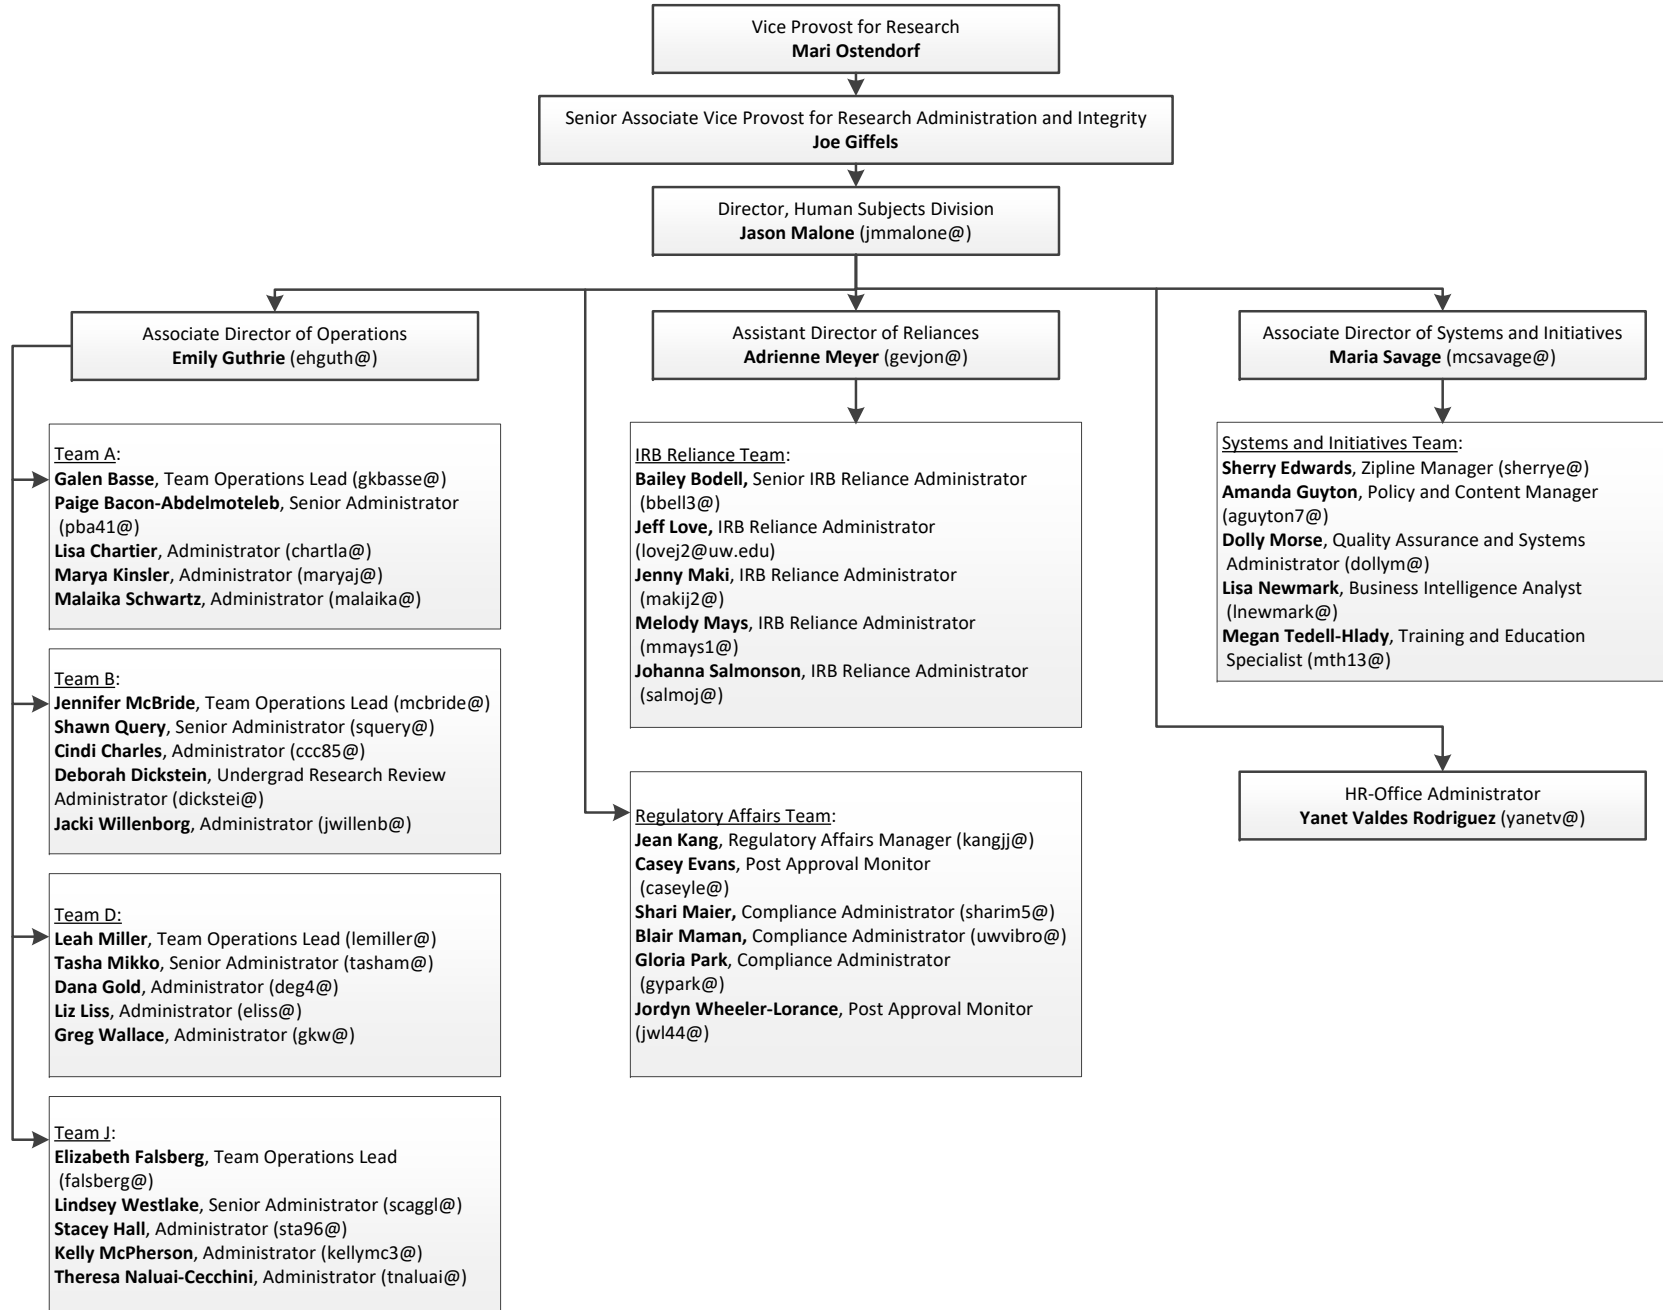 Vice Provost for Research
Mari Ostendorf
Senior Associate Vice Provost for Research Administration and Integrity
Joe Giffels
Director, Human Subjects Division
Jason Malone (jmmalone@)
Associate Director of Operations
Emily Guthrie (ehguth@)
Assistant Director of Reliances
Adrienne Meyer (gevjon@)
Associate Director of Systems and Initiatives
Maria Savage (mcsavage@)
Team A:
Galen Basse, Team Operations Lead (gkbasse@)
Paige Bacon-Abdelmoteleb, Senior Administrator
(pba41@)
Lisa Chartier, Administrator (chartla@)
Marya Kinsler, Administrator (maryaj@)
Malaika Schwartz, Administrator (malaika@)
Team B:
Jennifer McBride, Team Operations Lead (mcbride@)
Shawn Query, Senior Administrator (squery@)
Cindi Charles, Administrator (ccc85@)
Deborah Dickstein, Undergrad Research Review
Administrator (dickstei@)
Jacki Willenborg, Administrator (jwillenb@)
Team D:
Leah Miller, Team Operations Lead (lemiller@)
Tasha Mikko, Senior Administrator (tasham@)
Dana Gold, Administrator (deg4@)
Liz Liss, Administrator (eliss@)
Greg Wallace, Administrator (gkw@)
Team J:
Elizabeth Falsberg, Team Operations Lead
(falsberg@)
Lindsey Westlake, Senior Administrator (scaggl@)
Stacey Hall, Administrator (sta96@)
Kelly McPherson, Administrator (kellymc3@)
Theresa Naluai-Cecchini, Administrator (tnaluai@)
IRB Reliance Team:
Bailey Bodell, Senior IRB Reliance Administrator
(bbell3@)
Jeff Love, IRB Reliance Administrator
(lovej2@uw.edu)
Jenny Maki, IRB Reliance Administrator
(makij2@)
Melody Mays, IRB Reliance Administrator
(mmays1@)
Johanna Salmonson, IRB Reliance Administrator
(salmoj@)
Regulatory Affairs Team:
Jean Kang, Regulatory Affairs Manager (kangjj@)
Casey Evans, Post Approval Monitor
(caseyle@)
Shari Maier, Compliance Administrator (sharim5@)
Blair Maman, Compliance Administrator (uwvibro@)
Gloria Park, Compliance Administrator
(gypark@)
Jordyn Wheeler-Lorance, Post Approval Monitor
(jwl44@)
Systems and Initiatives Team:
Sherry Edwards, Zipline Manager (sherrye@)
Amanda Guyton, Policy and Content Manager
(aguyton7@)
Dolly Morse, Quality Assurance and Systems
Administrator (dollym@)
Lisa Newmark, Business Intelligence Analyst
(lnewmark@)
Megan Tedell-Hlady, Training and Education
Specialist (mth13@)
HR-Office Administrator
Yanet Valdes Rodriguez (yanetv@)